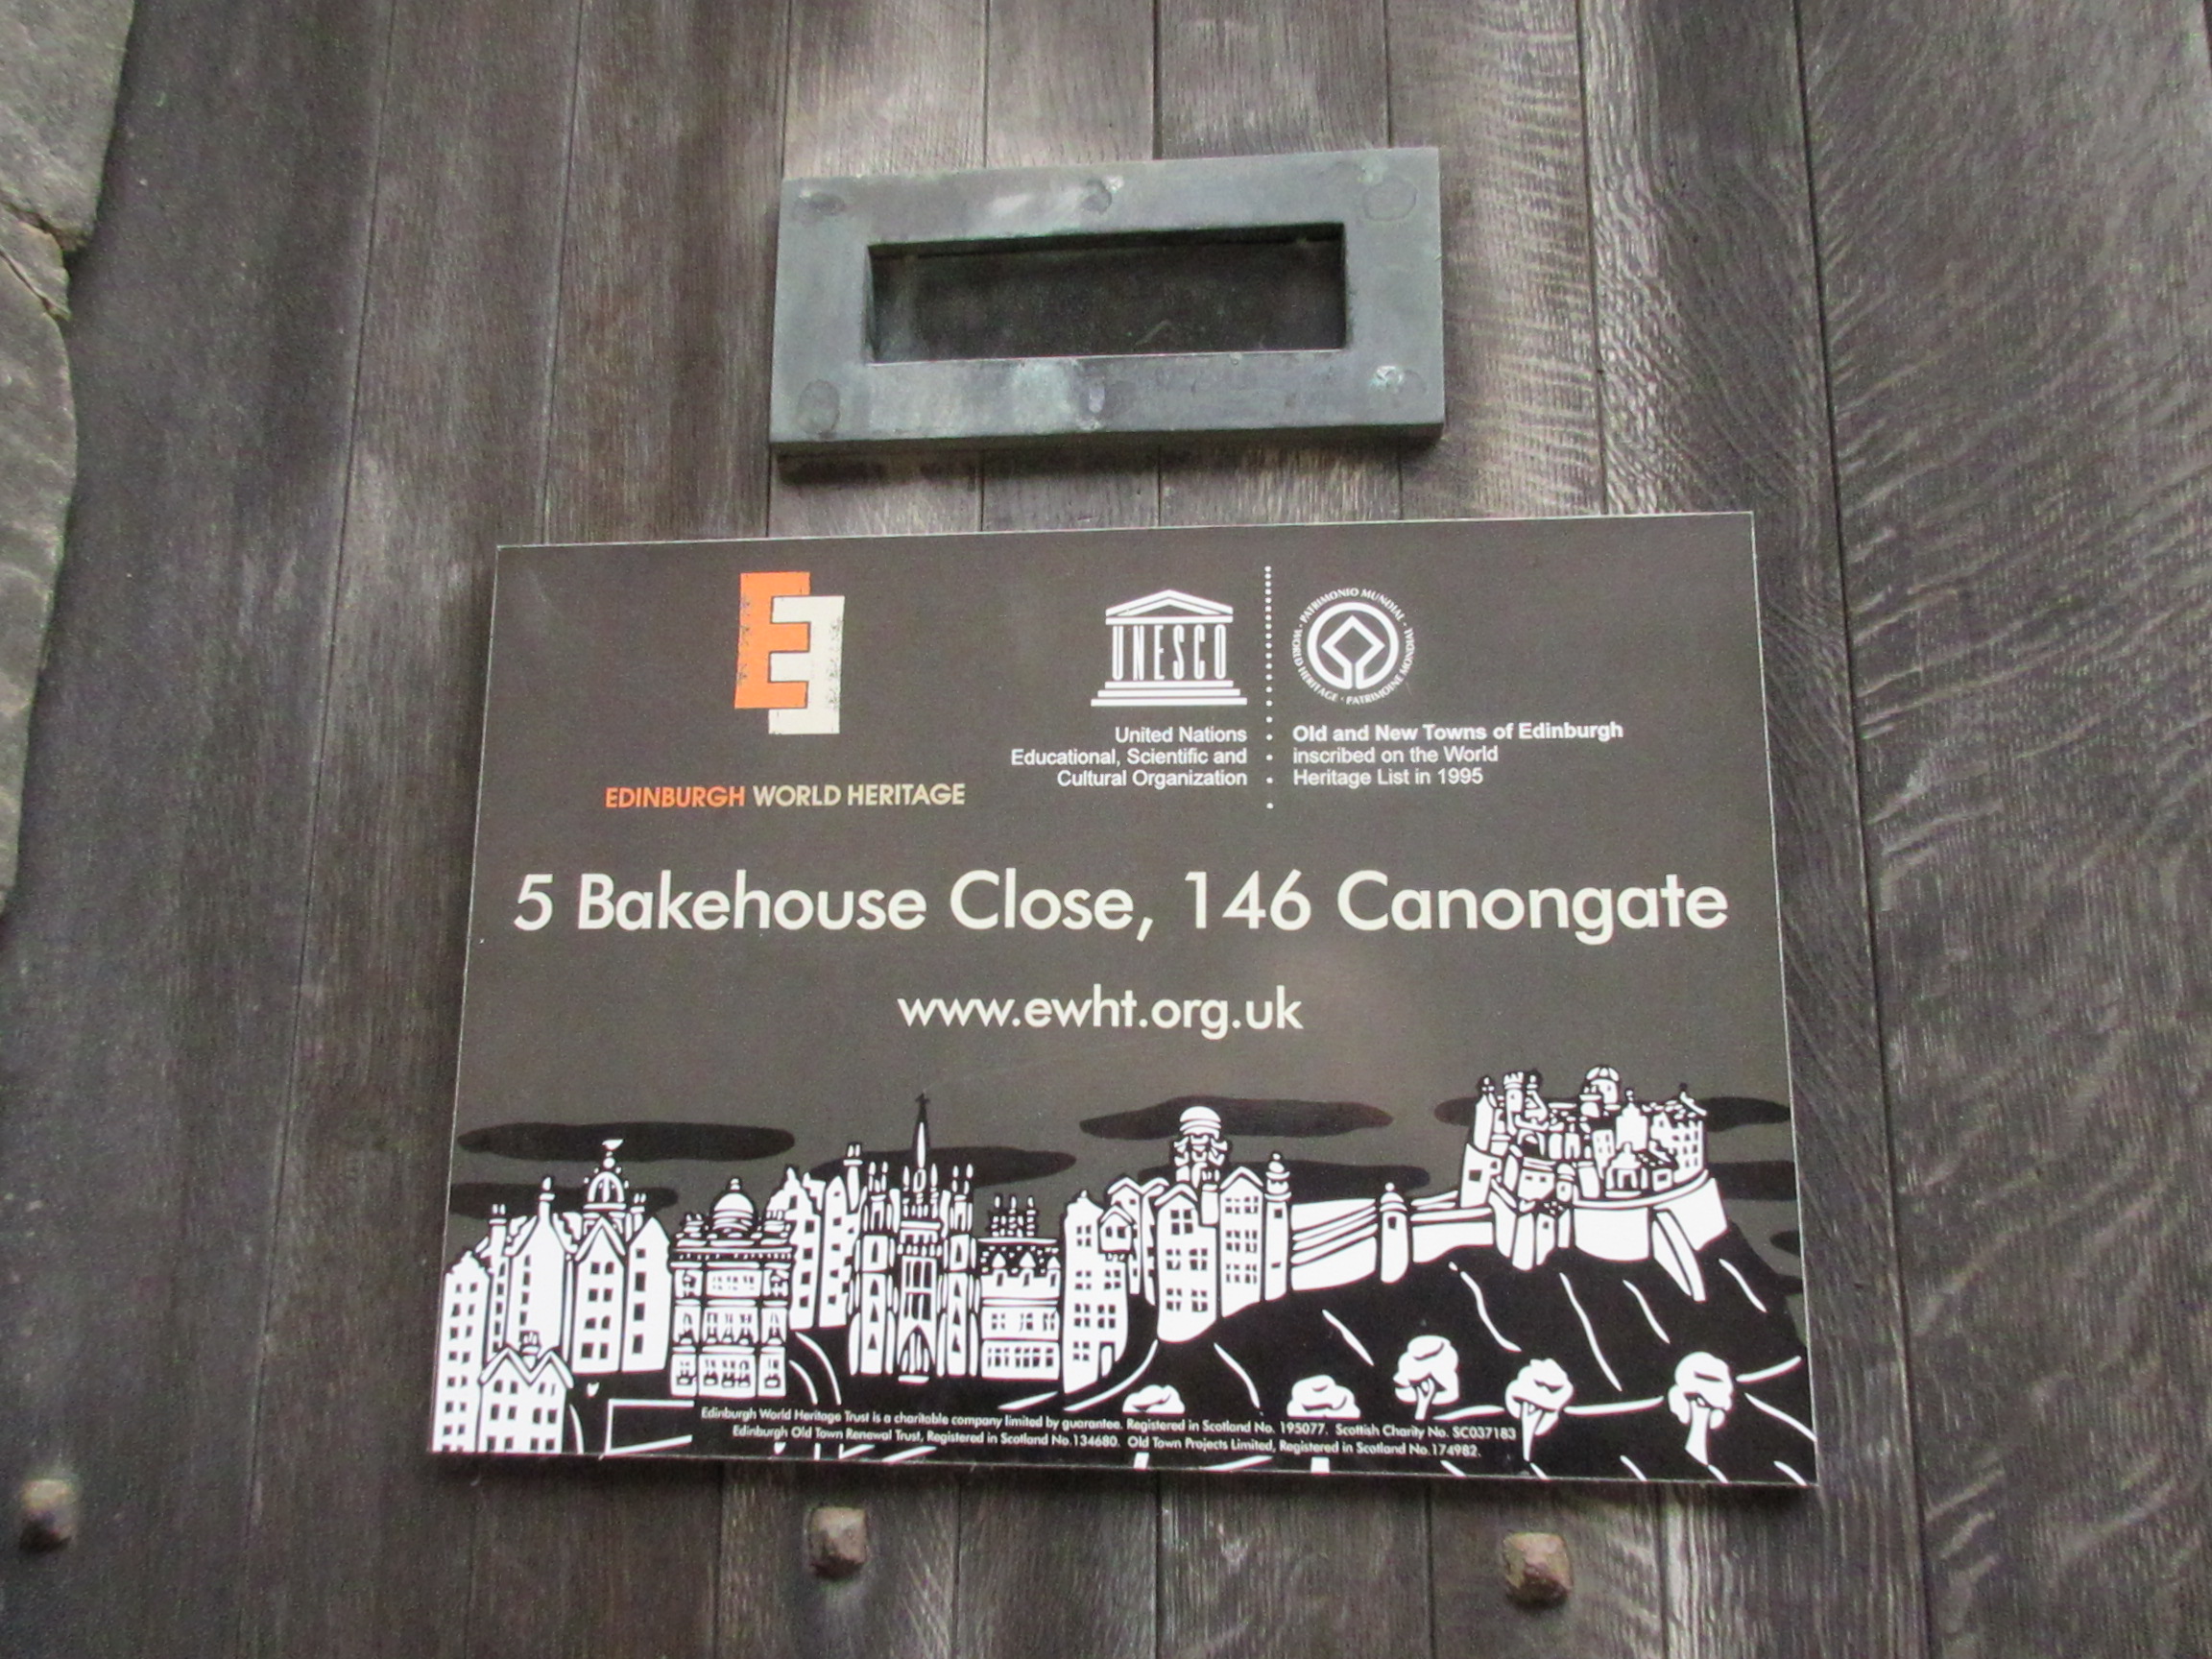 EDINBURGH WORLD HERITAGE
UNESCO
United Nations
Educational, Scientific and
Cultural Organization
WORLD HERITAGE · PATRIMONIO MUNDIAL · PATRIMOINE MONDIAL
Old and New Towns of Edinburgh
inscribed on the World
Heritage List in 1995
5 Bakehouse Close, 146 Canongate
www.ewht.org.uk
Edinburgh World Heritage Trust is a charitable company limited by guarantee. Registered in Scotland No. 195077. Scottish Charity No. SC037183
Edinburgh Old Town Renewal Trust, Registered in Scotland No.134680. Old Town Projects Limited, Registered in Scotland No.174982.